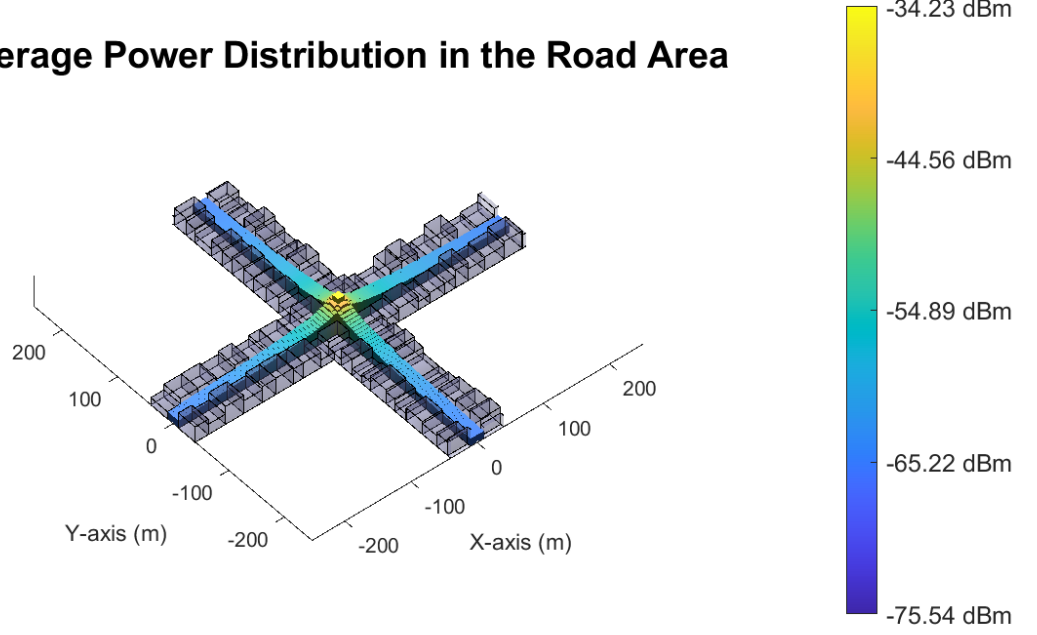 -34.23 dBm
erage Power Distribution in the Road Area
-44.56 dBm
-54.89 dBm
-65.22 dBm
-75.54 dBm
200
100
0
-100
-200
Y-axis (m)
200
100
0
-100
-200
X-axis (m)